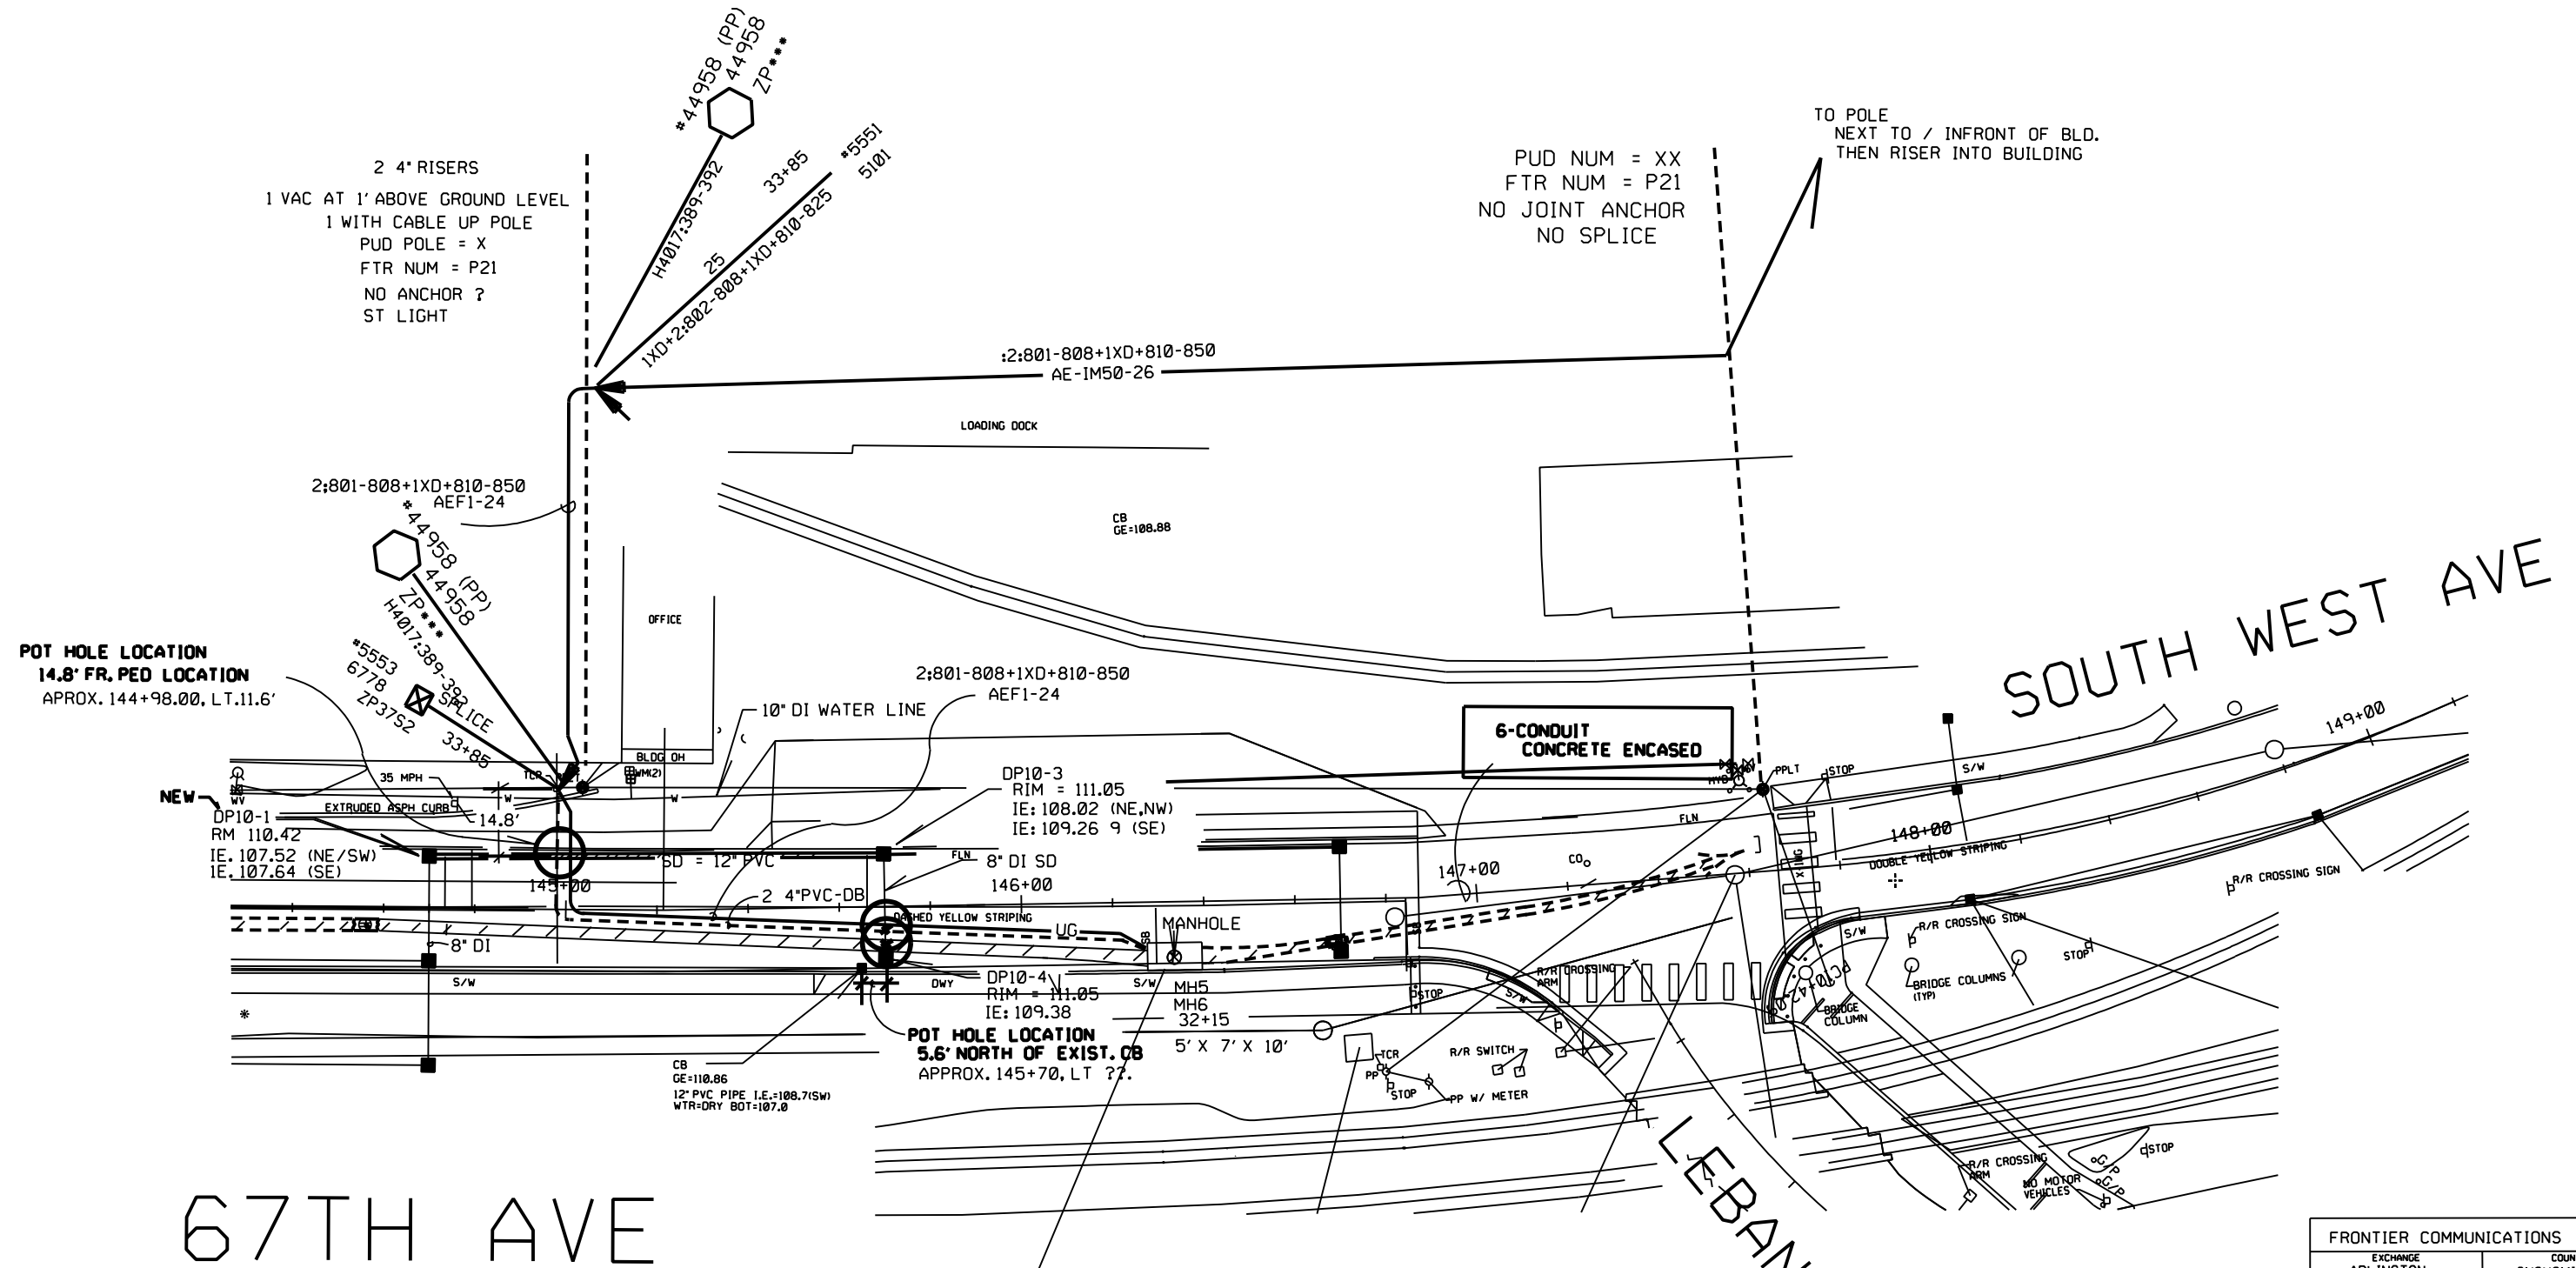 #44958 (PP)
44958
ZP***
H4017:389-392
33+85
#5551
5101
25
1XD+2:802-808+1XD+810-825
2 4" RISERS
1 VAC AT 1' ABOVE GROUND LEVEL
1 WITH CABLE UP POLE
PUD POLE = X
FTR NUM = P21
NO ANCHOR ?
ST LIGHT
PUD NUM = XX
FTR NUM = P21
NO JOINT ANCHOR
NO SPLICE
TO POLE
NEXT TO / INFRONT OF BLD.
THEN RISER INTO BUILDING
:2:801-808+1XD+810-850
AE-IM50-26
LOADING DOCK
2;801-808+1XD+810-850
AEF1-24
CB
GE=108.88
#44958 (PP)
44958
ZP***
H4017:389-392
#5553
6778
ZP37S2
SPLICE
33+85
OFFICE
POT HOLE LOCATION
14.8' FR. PED LOCATION
APROX. 144+98.00, LT.11.6'
2;801-808+1XD+810-850
AEF1-24
10" DI WATER LINE
SOUTH WEST AVE
6-CONDUIT
CONCRETE ENCASED
149+00
BLDG OH
WM(2)
TCP
35 MPH
WV
W
W
EXTRUDED ASPH CURB
14.8'
NEW
DP10-1
RM 110.42
IE. 107.52 (NE/SW)
IE. 107.64 (SE)
DP10-3
RIM = 111.05
IE: 108.02 (NE,NW)
IE: 109.26 9 (SE)
PPLT
STOP
S/W
FLN
148+00
DOUBLE YELLOW STRIPING
X-ING
SD = 12" PVC
FLN
8" DI SD
145+00
146+00
147+00
CO
R/R CROSSING SIGN
2 4"PVC-DB
DASHED YELLOW STRIPING
UG
SB
MANHOLE
8" DI
S/W
DWY
S/W
DP10-4
RIM = 111.05
IE: 109.38
MH5
MH6
32+15
5' X 7' X 10'
POT HOLE LOCATION
5.6' NORTH OF EXIST. CB
APPROX. 145+70, LT ??.
CB
GE=110.86
12" PVC PIPE I.E.=108.7(SW)
WTR=DRY BOT=107.0
STOP
R/R CROSSING
ARM
S/W
S/W
R/R CROSSING SIGN
STOP
BRIDGE COLUMNS
(TYP)
BRIDGE
COLUMN
TCR
PP
STOP
R/R SWITCH
PP W/ METER
R/R CROSSING
ARM
NO MOTOR
VEHICLES
G/P
G/P
STOP
67TH AVE
LEBAN
FRONTIER COMMUNICATIONS
EXCHANGE
COUN